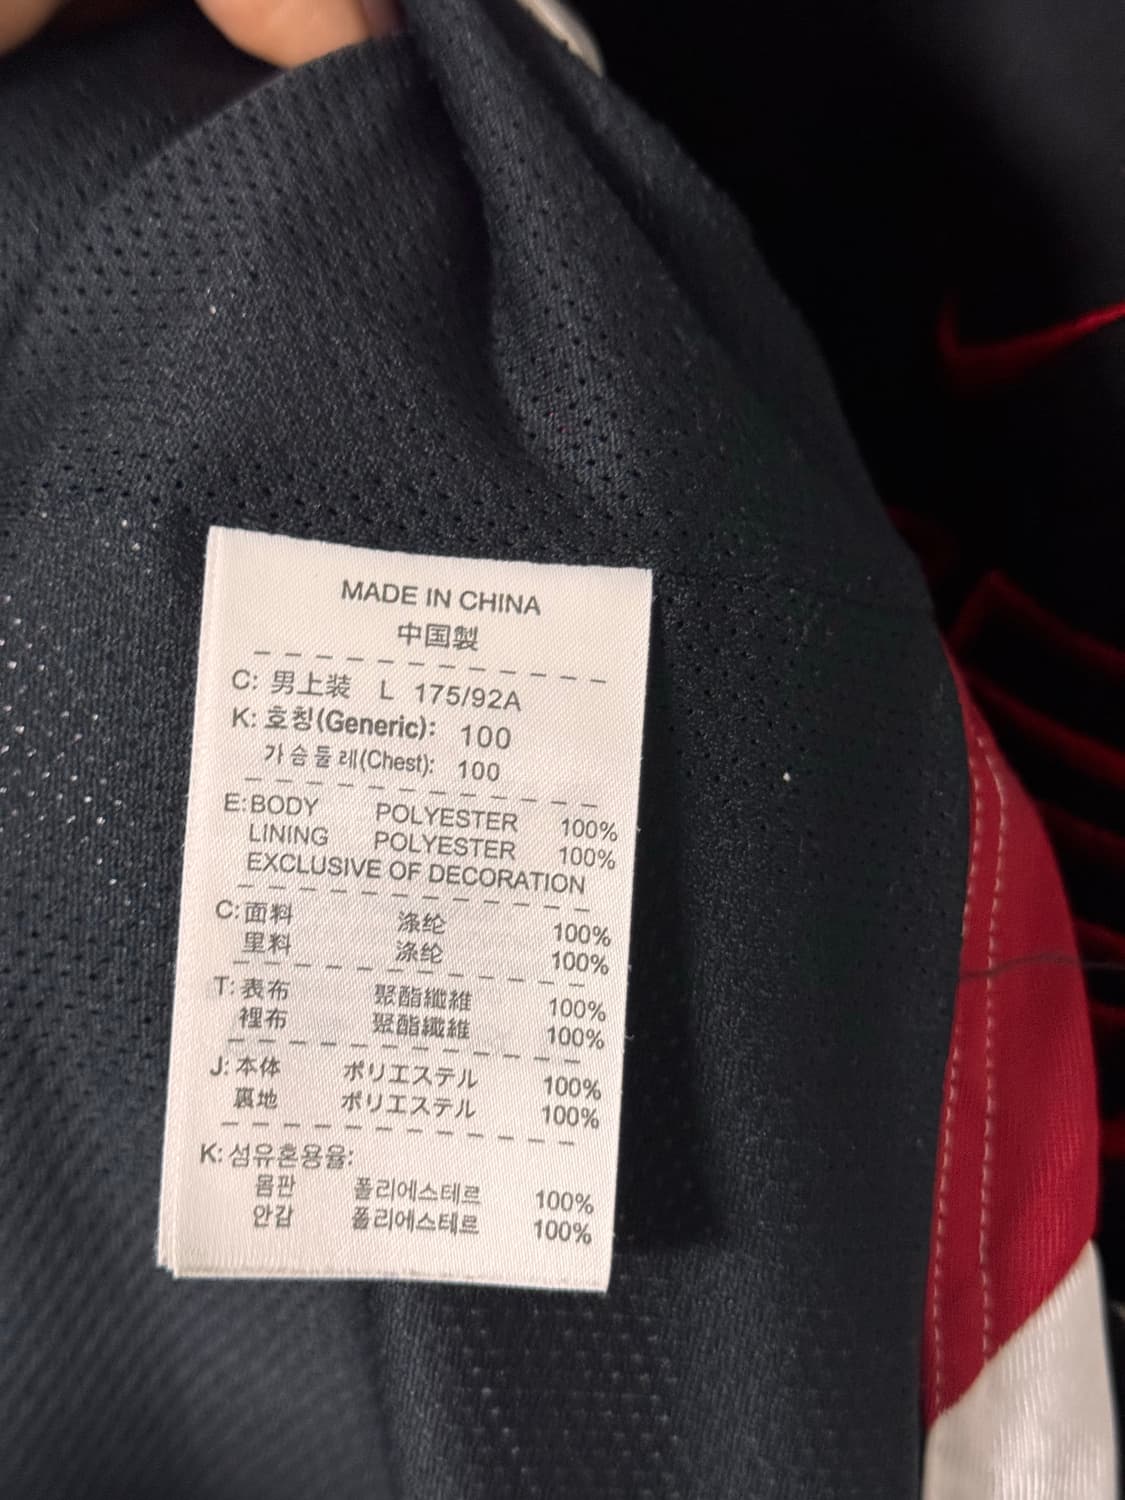 MADE IN CHINA
中国製
C: 男上装 L 175/92A
K: 호칭(Generic): 100
가슴둘레(Chest): 100
E: BODY POLYESTER 100%
LINING POLYESTER 100%
EXCLUSIVE OF DECORATION
C: 面料 涤纶 100%
里料 涤纶 100%
T: 表布 聚酯纖維 100%
裡布 聚酯纖維 100%
J: 本体 ポリエステル 100%
裏地 ポリエステル 100%
K: 섬유혼용율:
몸판 폴리에스테르 100%
안감 폴리에스테르 100%